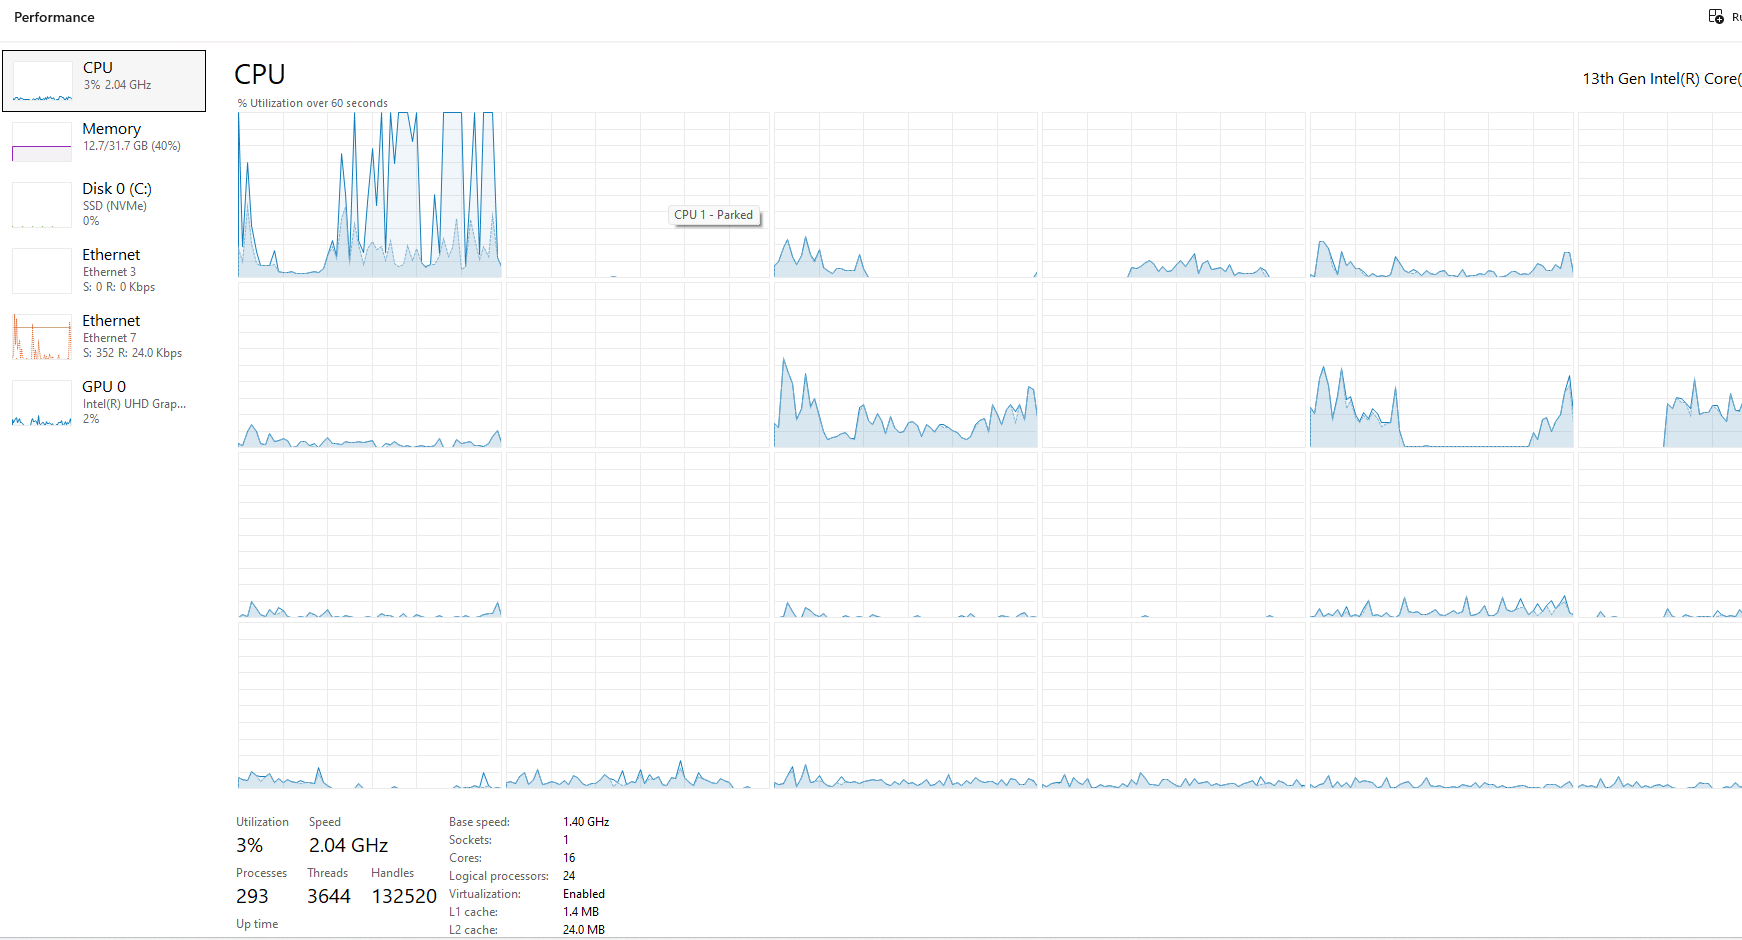 Performance
CPU
3% 2.04 GHz
Memory
12.7/31.7 GB (40%)
Disk 0 (C:)
SSD (NVMe)
0%
Ethernet
Ethernet 3
S: 0 R: 0 Kbps
Ethernet
Ethernet 7
S: 352 R: 24.0 Kbps
GPU 0
Intel(R) UHD Grap...
2%
CPU
13th Gen Intel(R) Core(
% Utilization over 60 seconds
CPU 1 - Parked
Utilization Speed
3% 2.04 GHz
Processes Threads Handles
293 3644 132520
Up time
Base speed: 1.40 GHz
Sockets: 1
Cores: 16
Logical processors: 24
Virtualization: Enabled
L1 cache: 1.4 MB
L2 cache: 24.0 MB